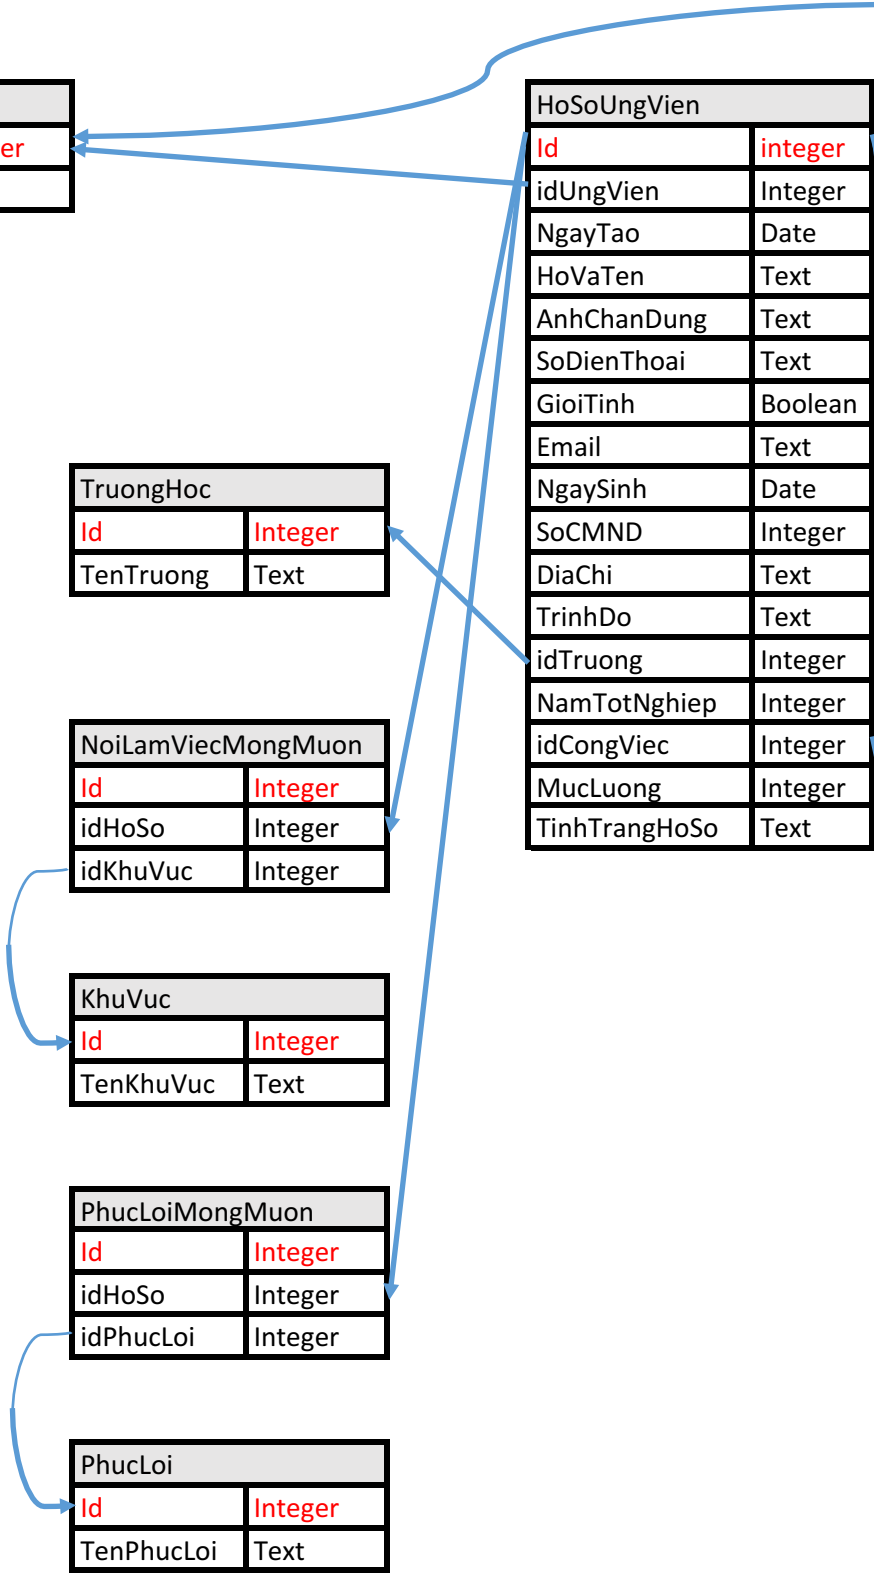 er
HoSoUngVien
Id integer
idUngVien Integer
NgayTao Date
HoVaTen Text
AnhChanDung Text
SoDienThoai Text
GioiTinh Boolean
Email Text
NgaySinh Date
SoCMND Integer
DiaChi Text
TrinhDo Text
idTruong Integer
NamTotNghiep Integer
idCongViec Integer
MucLuong Integer
TinhTrangHoSo Text
TruongHoc
Id Integer
TenTruong Text
NoiLamViecMongMuon
Id Integer
idHoSo Integer
idKhuVuc Integer
KhuVuc
Id Integer
TenKhuVuc Text
PhucLoiMongMuon
Id Integer
idHoSo Integer
idPhucLoi Integer
PhucLoi
Id Integer
TenPhucLoi Text